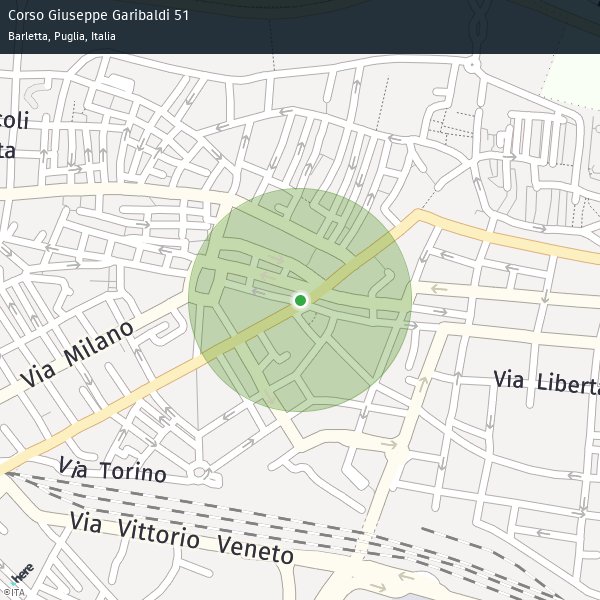 Corso Giuseppe Garibaldi 51
Barletta, Puglia, Italia
coli
ta
Via Milano
Via Liberta
Via Torino
Via Vittorio Veneto
here
©ITA